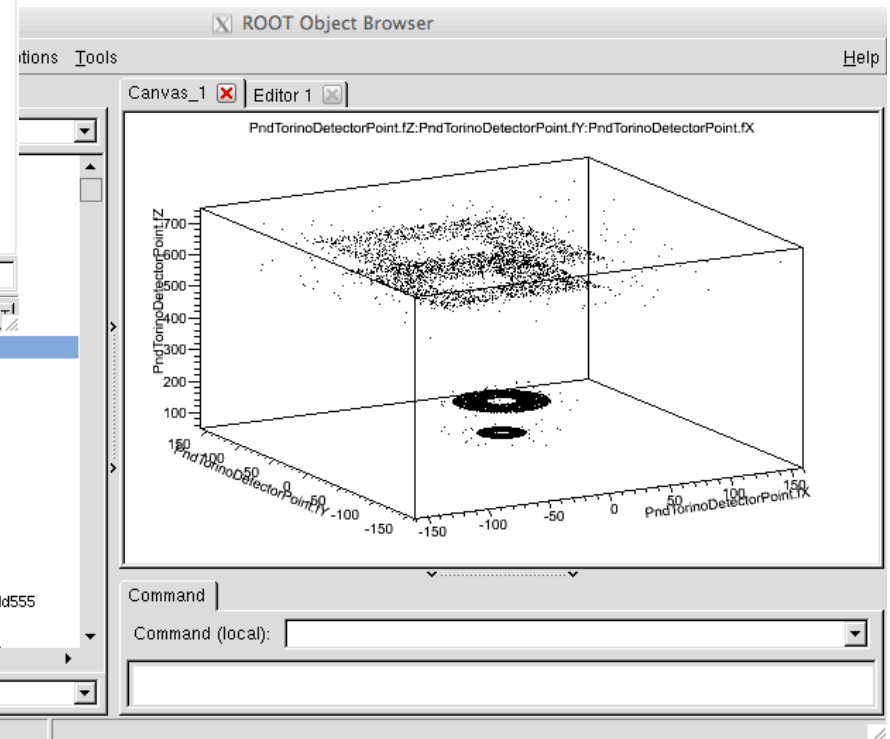 ROOT Object Browser
tions Tools Help
Canvas_1 Editor 1
PndTorinoDetectorPoint.fZ:PndTorinoDetectorPoint.fY:PndTorinoDetectorPoint.fX
PndTorinoDetectorPoint.fZ
700
600
500
400
300
200
100
150 100 50 0 -50 -100 -150
PndTorinoDetectorPoint.fY
-150 -100 -50 0 50 100 150
PndTorinoDetectorPoint.fX
ld555
Command
Command (local):